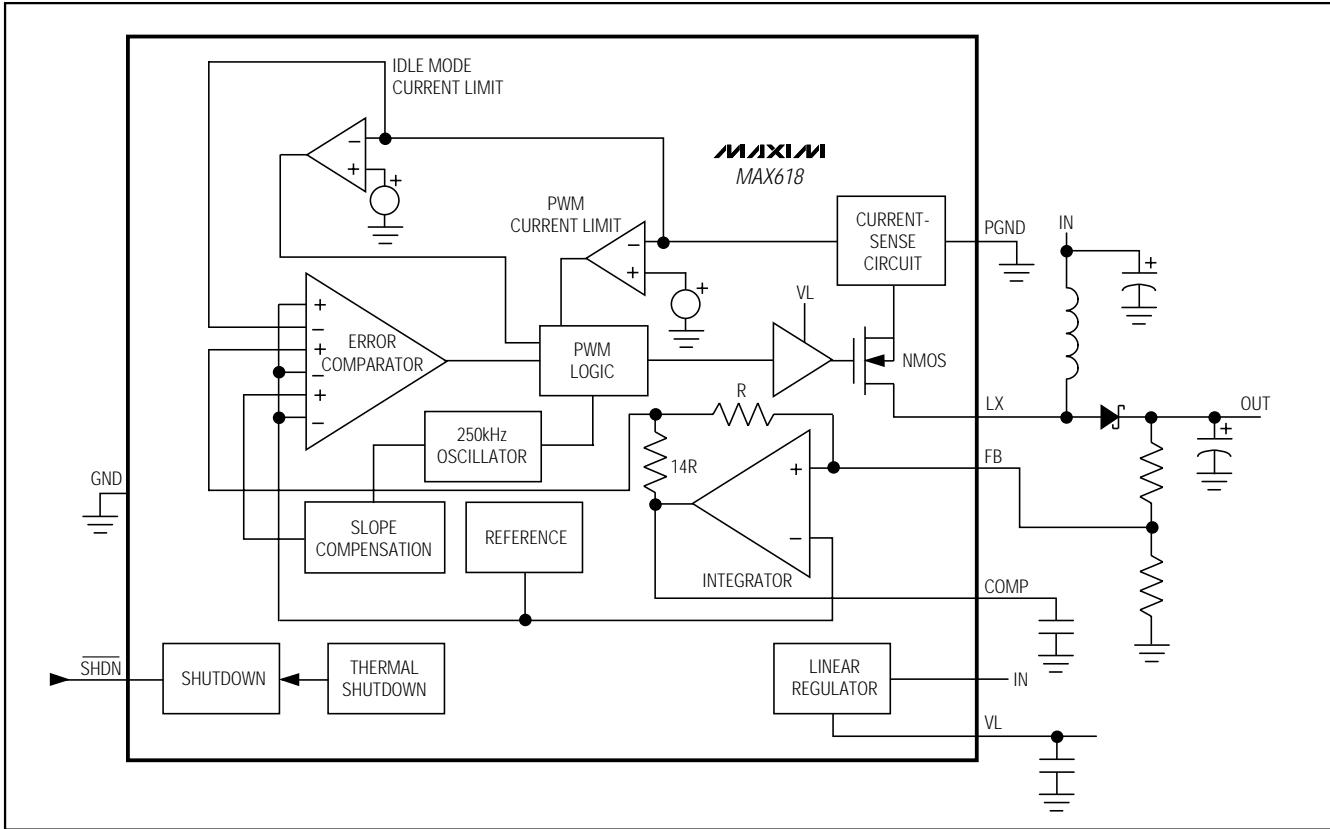 IDLE MODE
CURRENT LIMIT
−
+
+
MAXIM
MAX618
PWM
CURRENT LIMIT
−
+
+
CURRENT-
SENSE
CIRCUIT
PGND
IN
+
VL
+
−
+
−
+
−
ERROR
COMPARATOR
PWM
LOGIC
NMOS
R
LX
OUT
+
250kHz
OSCILLATOR
14R
+
−
FB
GND
SLOPE
COMPENSATION
REFERENCE
INTEGRATOR
COMP
SHDN
SHUTDOWN
THERMAL
SHUTDOWN
LINEAR
REGULATOR
IN
VL